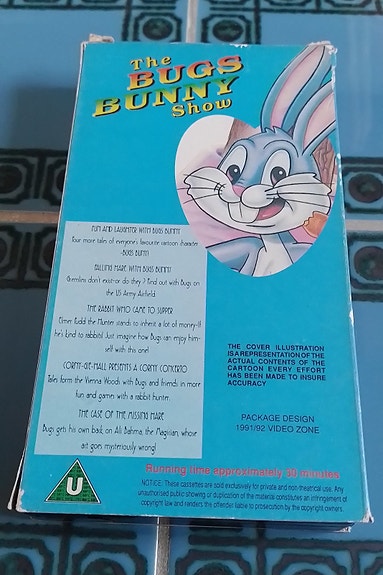 The
BUGS
BUNNY
Show
FUN AND LAUGHTER WITH BUGS BUNNY
Four more tales of everyone's favourite cartoon character
-BUGS BUNNY
FALLING HARE WITH BUGS BUNNY
Gremlins don't exist-or do they ? Find out with Bugs on
the US Army Airfield
THE RABBIT WHO CAME TO SUPPER
Elmer Fudd the Hunter stands to inherit a lot of money-if
he's kind to rabbits! Just imagine how Bugs can enjoy him-
self with this one!
CORNY-GIE-HALL PRESENTS A CORNY CONCERTO
Tales form the Vienna Woods with Bugs and friends in more
fun and games with a rabbit hunter.
THE CASE OF THE MISSING HARE
Bugs gets his own back on Ali Bahma, the Magician, whose
act goes mysteriously wrong!
THE COVER ILLUSTRATION
IS A REPRESENTATION OF THE
ACTUAL CONTENTS OF THE
CARTOON EVERY EFFORT
HAS BEEN MADE TO INSURE
ACCURACY
PACKAGE DESIGN
1991/92 VIDEO ZONE
Running time approximately 30 minutes
U
NOTICE: These cassettes are sold exclusively for private and non-theatrical use. Any
unauthorised public showing or duplication of the material constitutes an infringement of
copyright law and renders the offender liable to prosecution by the copyright owners.